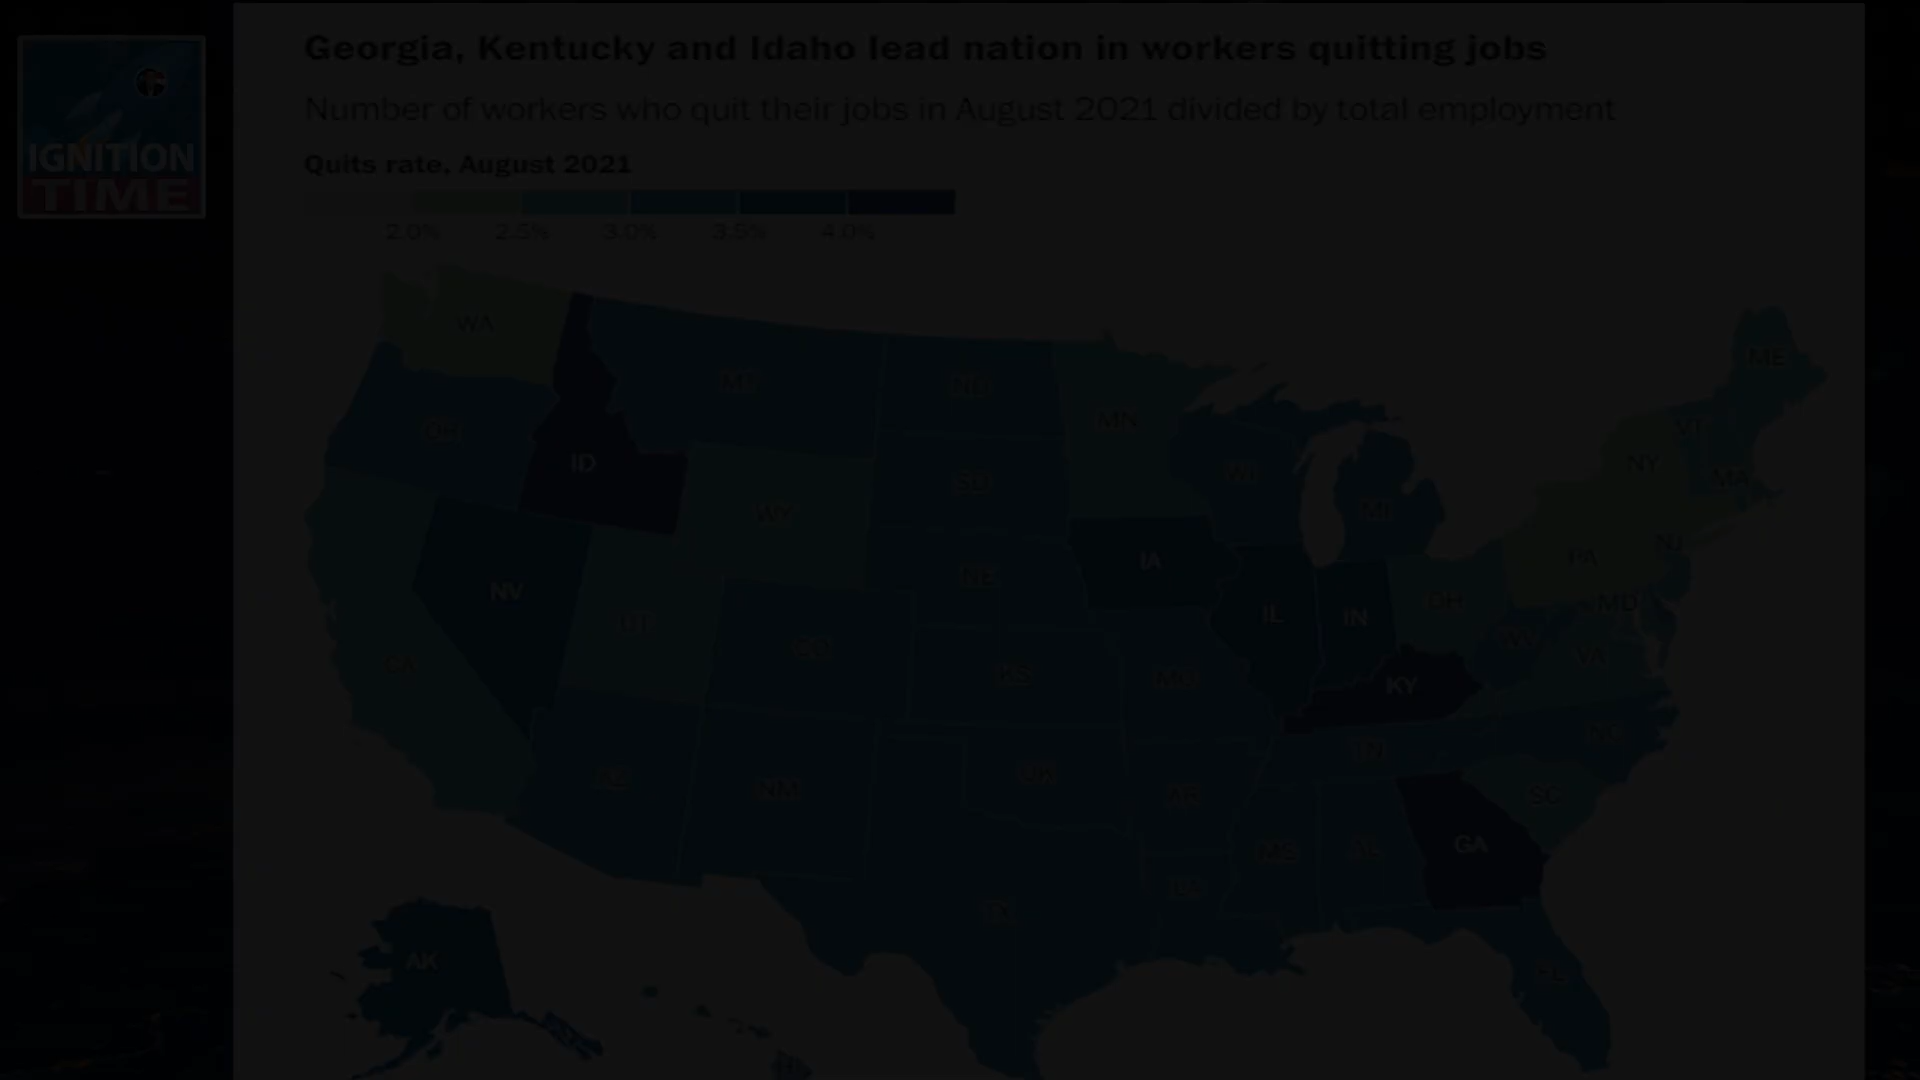 IGNITION
TIME
Georgia, Kentucky and Idaho lead nation in workers quitting jobs
Number of workers who quit their jobs in August 2021 divided by total employment
Quits rate, August 2021
2.0% 2.5% 3.0% 3.5% 4.0%
WA
ME
MT
ND
MN
OR
VT
ID
NY
WI
MA
SD
WY
MI
NJ
IA
PA
NE
NV
OH
MD
IL
IN
UT
CO
WV
VA
CA
KS
MO
KY
NC
TN
AZ
NM
OK
AR
SC
GA
MS
AL
LA
TX
AK
FL
HI